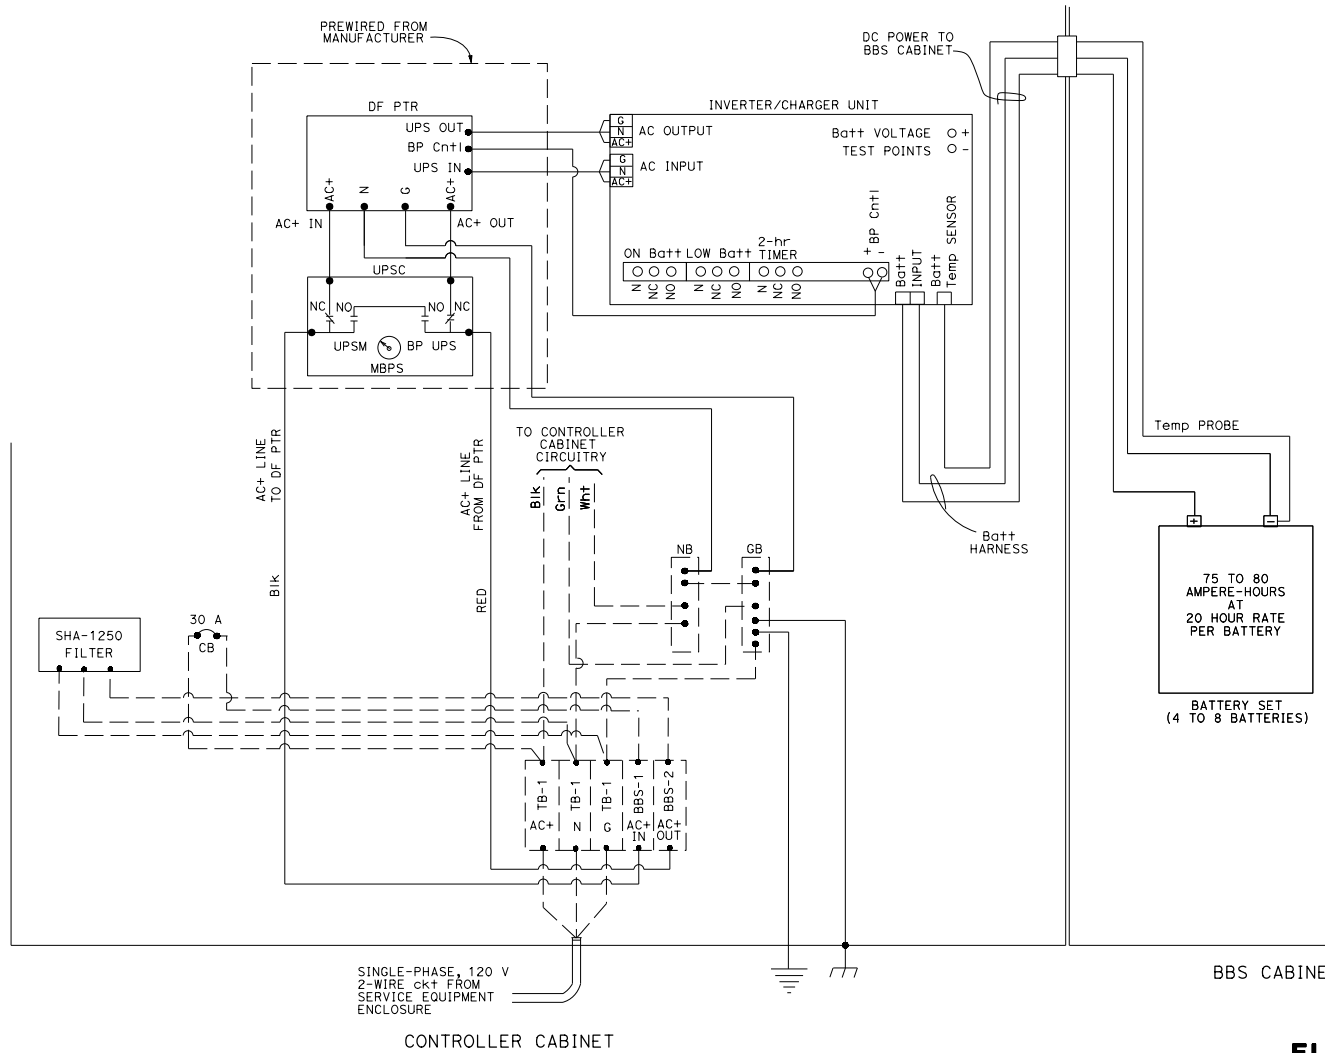 PREWIRED FROM
MANUFACTURER
DC POWER TO
BBS CABINET
DF PTR
UPS OUT
BP Cntl
UPS IN
AC+
N
G
AC+
AC+ IN
AC+ OUT
UPSC
NC
NO
NO
NC
UPSM
BP
UPS
MBPS
INVERTER/CHARGER UNIT
G
N
AC+
AC OUTPUT
G
N
AC+
AC INPUT
Batt VOLTAGE
TEST POINTS
+
-
ON Batt
LOW Batt
2-hr
TIMER
N
NC
NO
N
NC
NO
N
NC
NO
+
-
BP Cntl
Batt
INPUT
Batt
Temp SENSOR
Temp PROBE
AC+ LINE
TO DF PTR
AC+ LINE
FROM DF PTR
TO CONTROLLER
CABINET
CIRCUITRY
Blk
Grn
Wht
Batt
HARNESS
+
-
75 TO 80
AMPERE-HOURS
AT
20 HOUR RATE
PER BATTERY
BATTERY SET
(4 TO 8 BATTERIES)
NB
GB
Blk
RED
SHA-1250
FILTER
30 A
CB
TB-1
AC+
TB-1
N
TB-1
G
BBS-1
AC+
IN
BBS-2
AC+
OUT
SINGLE-PHASE, 120 V
2-WIRE ckt FROM
SERVICE EQUIPMENT
ENCLOSURE
CONTROLLER CABINET
BBS CABINE